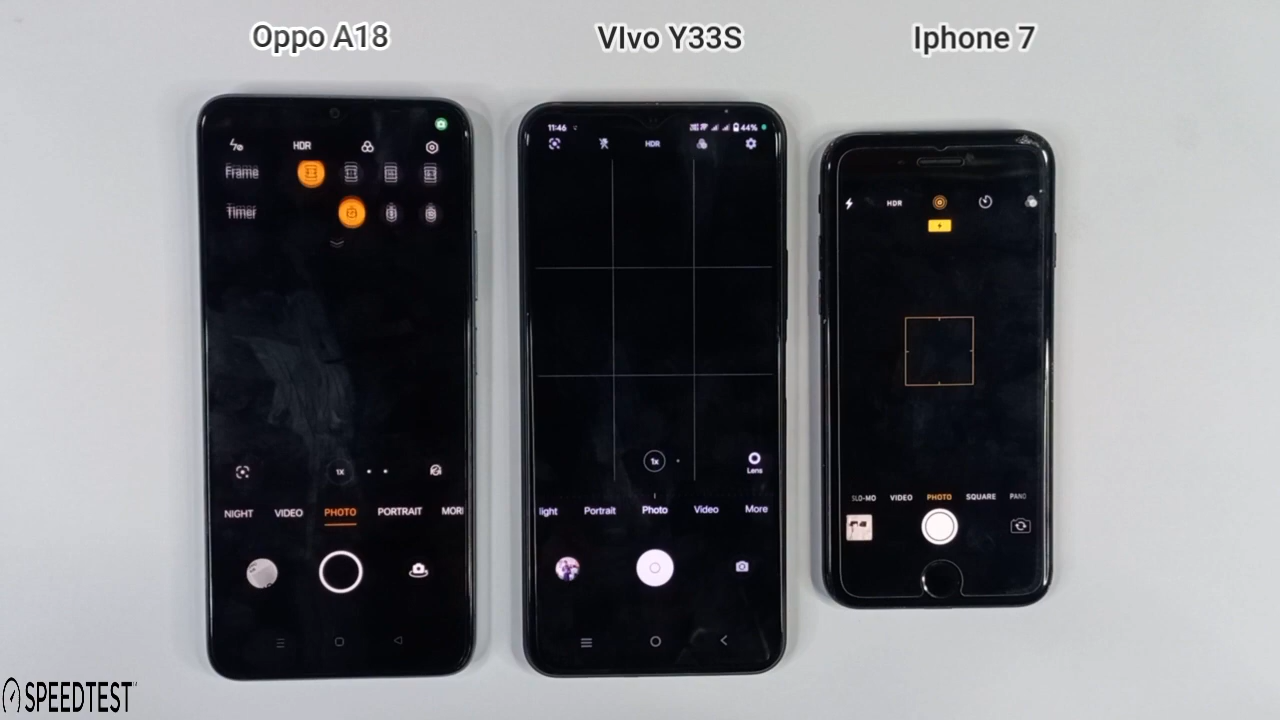 Oppo A18
VIvo Y33S
Iphone 7
HDR
Frame
Timer
1X
NIGHT VIDEO PHOTO PORTRAIT MORE
11:46
44%
HDR
1x
Lens
light Portrait Photo Video More
HDR
SLO-MO VIDEO PHOTO SQUARE PANO
SPEEDTEST